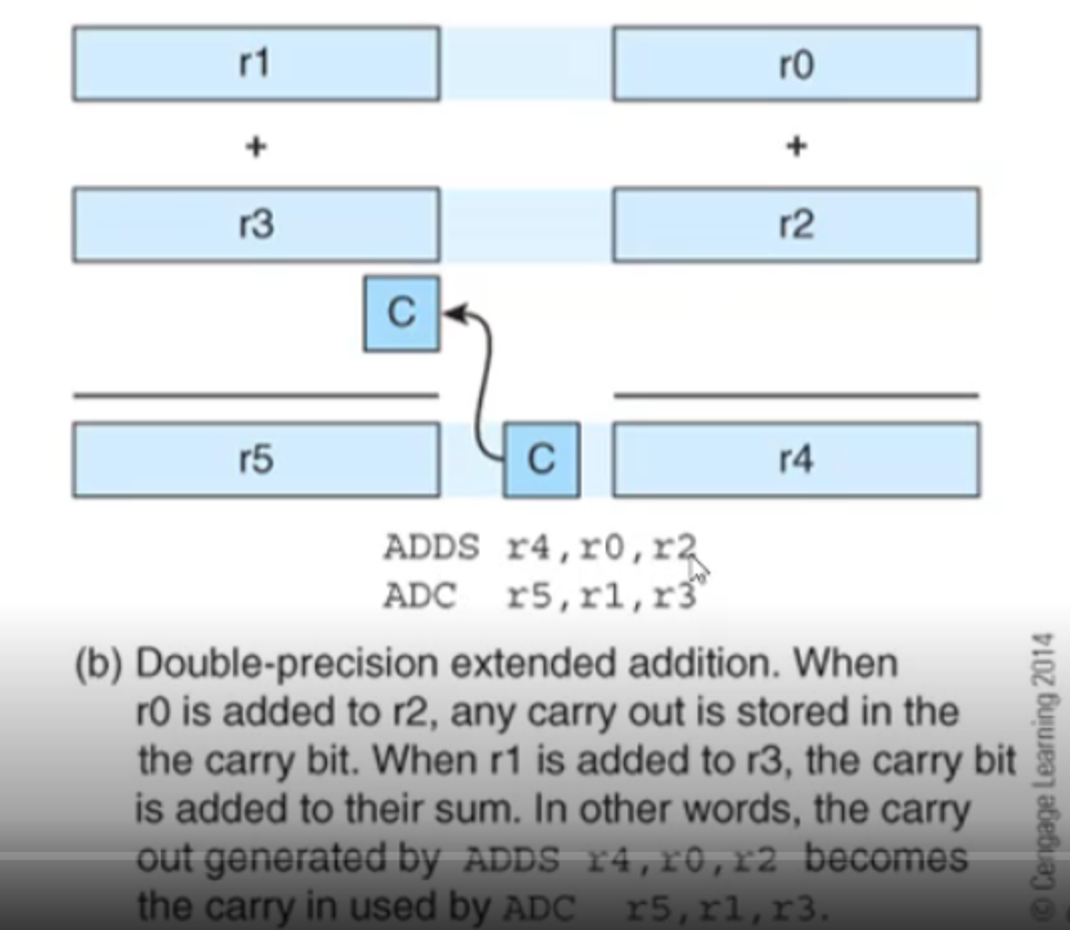 r1 r0
+ +
r3 r2
C
r5 C r4
ADDS r4,r0,r2
ADC r5,r1,r3
(b) Double-precision extended addition. When
r0 is added to r2, any carry out is stored in the
the carry bit. When r1 is added to r3, the carry bit
is added to their sum. In other words, the carry
out generated by ADDS r4,r0,r2 becomes
the carry in used by ADC r5,r1,r3.
© Cengage Learning 2014